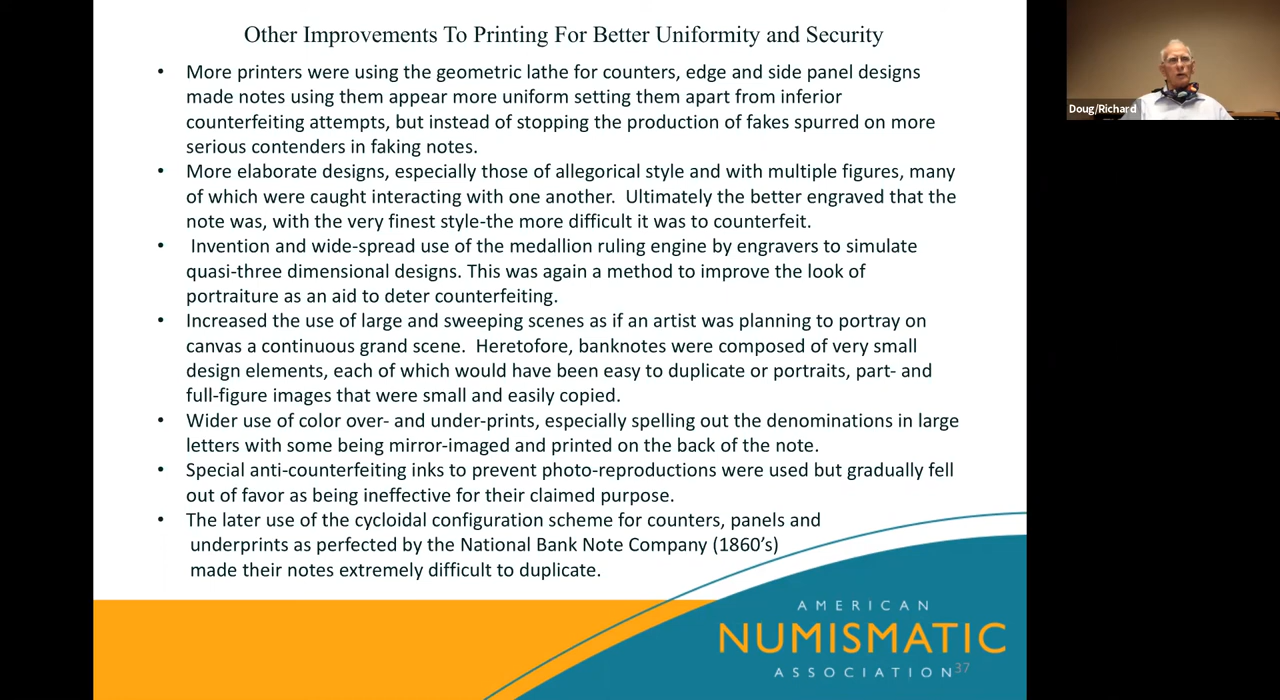 Other Improvements To Printing For Better Uniformity and Security
• More printers were using the geometric lathe for counters, edge and side panel designs
made notes using them appear more uniform setting them apart from inferior
counterfeiting attempts, but instead of stopping the production of fakes spurred on more
serious contenders in faking notes.
• More elaborate designs, especially those of allegorical style and with multiple figures, many
of which were caught interacting with one another.  Ultimately the better engraved that the
note was, with the very finest style-the more difficult it was to counterfeit.
•  Invention and wide-spread use of the medallion ruling engine by engravers to simulate
quasi-three dimensional designs. This was again a method to improve the look of
portraiture as an aid to deter counterfeiting.
• Increased the use of large and sweeping scenes as if an artist was planning to portray on
canvas a continuous grand scene.  Heretofore, banknotes were composed of very small
design elements, each of which would have been easy to duplicate or portraits, part- and
full-figure images that were small and easily copied.
• Wider use of color over- and under-prints, especially spelling out the denominations in large
letters with some being mirror-imaged and printed on the back of the note.
• Special anti-counterfeiting inks to prevent photo-reproductions were used but gradually fell
out of favor as being ineffective for their claimed purpose.
• The later use of the cycloidal configuration scheme for counters, panels and
underprints as perfected by the National Bank Note Company (1860’s)
made their notes extremely difficult to duplicate.
AMERICAN
NUMISMATIC
ASSOCIATION
37
Doug/Richard